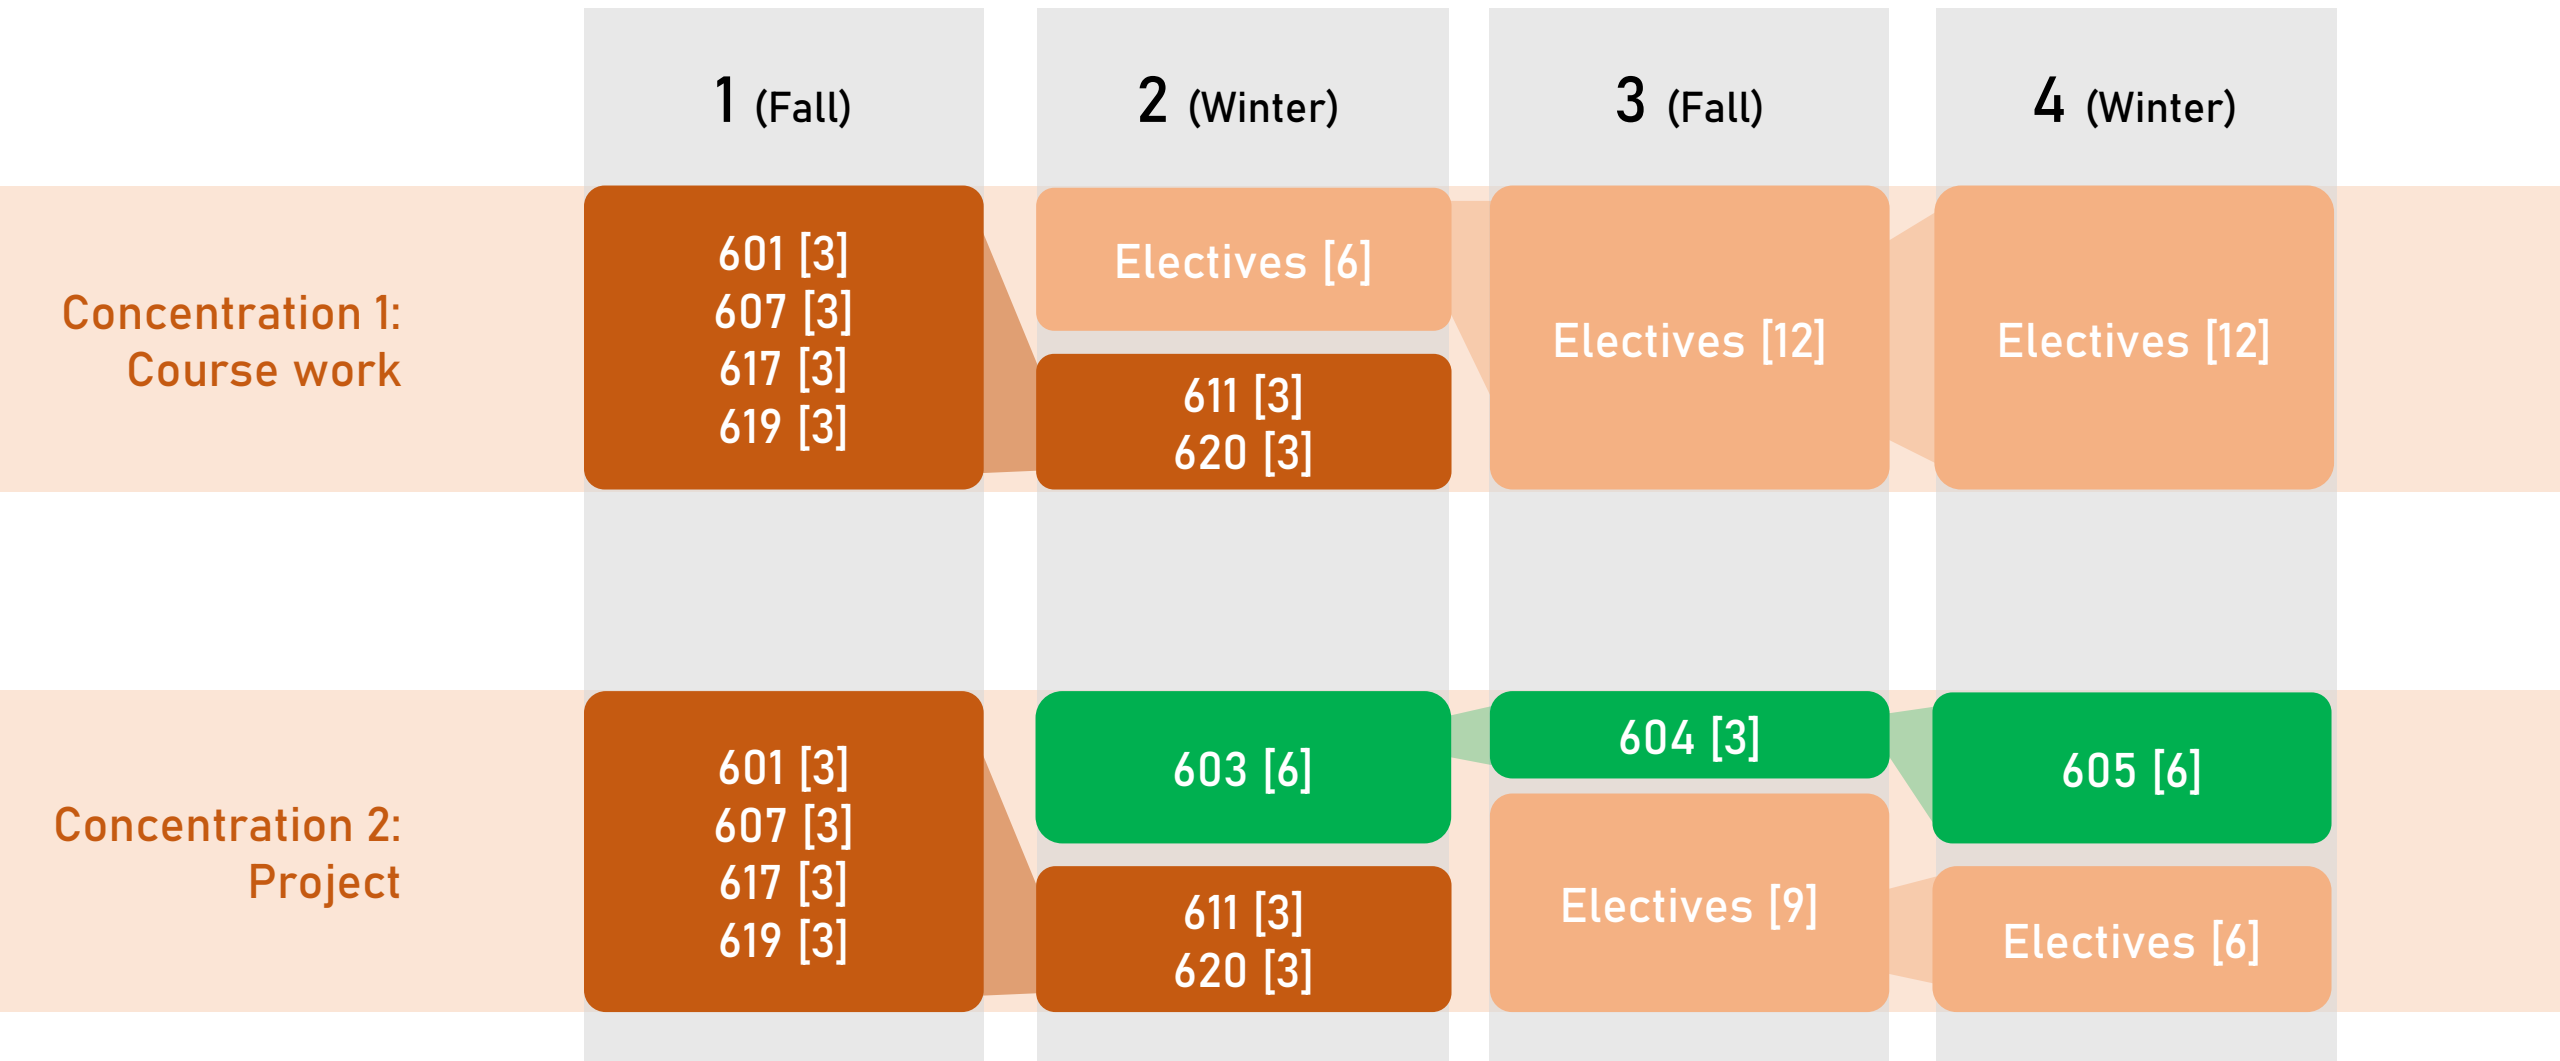 1 (Fall)
2 (Winter)
3 (Fall)
4 (Winter)
Concentration 1:
Course work
601 [3]
607 [3]
617 [3]
619 [3]
Electives [6]
611 [3]
620 [3]
Electives [12]
Electives [12]
Concentration 2:
Project
601 [3]
607 [3]
617 [3]
619 [3]
603 [6]
611 [3]
620 [3]
604 [3]
Electives [9]
605 [6]
Electives [6]